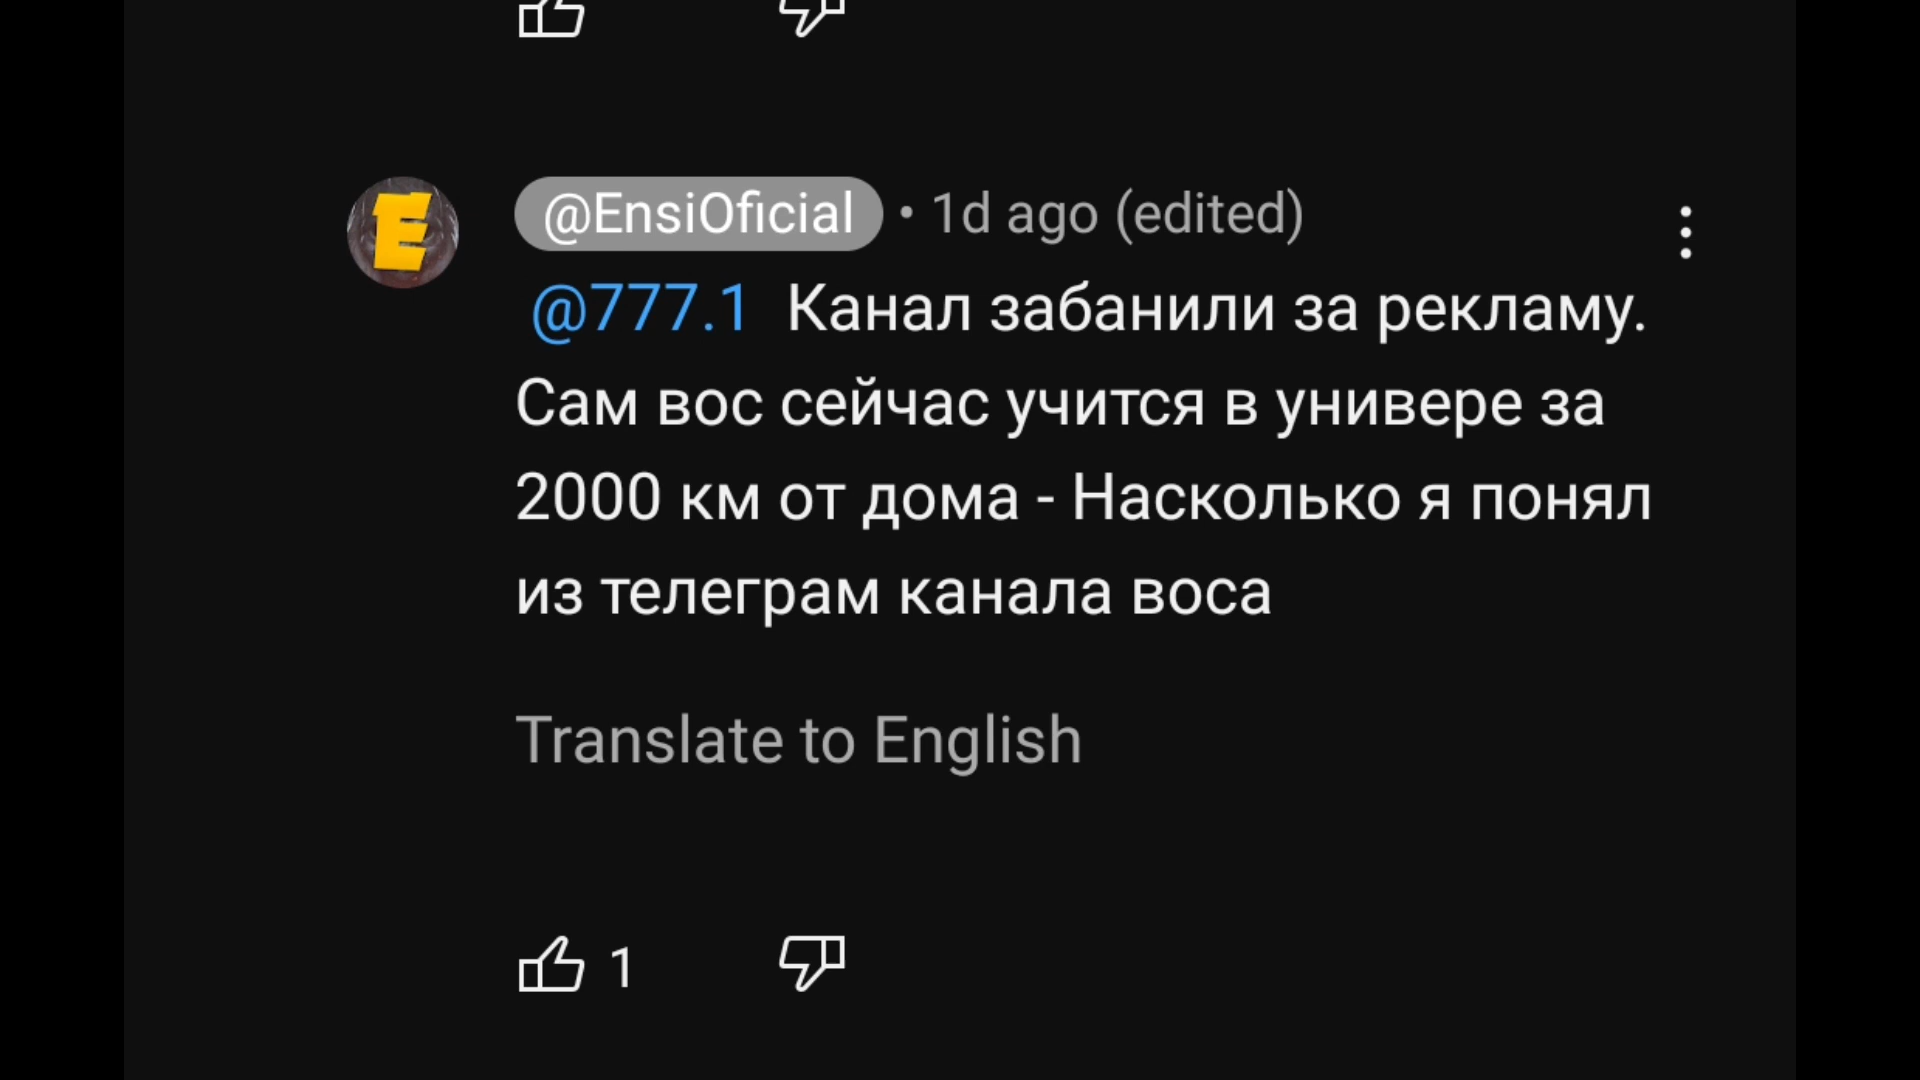 E
@EnsiOficial • 1d ago (edited)
@777.1 Канал забанили за рекламу.
Сам вос сейчас учится в универе за
2000 км от дома - Насколько я понял
из телеграм канала воса
Translate to English
1